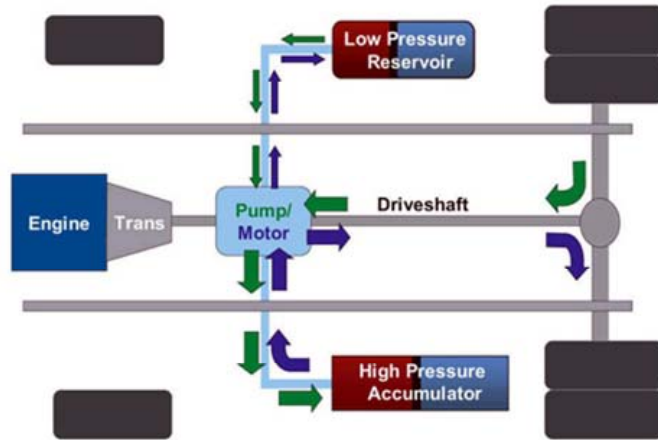 Low Pressure
Reservoir
Engine
Trans
Pump/
Motor
Driveshaft
High Pressure
Accumulator